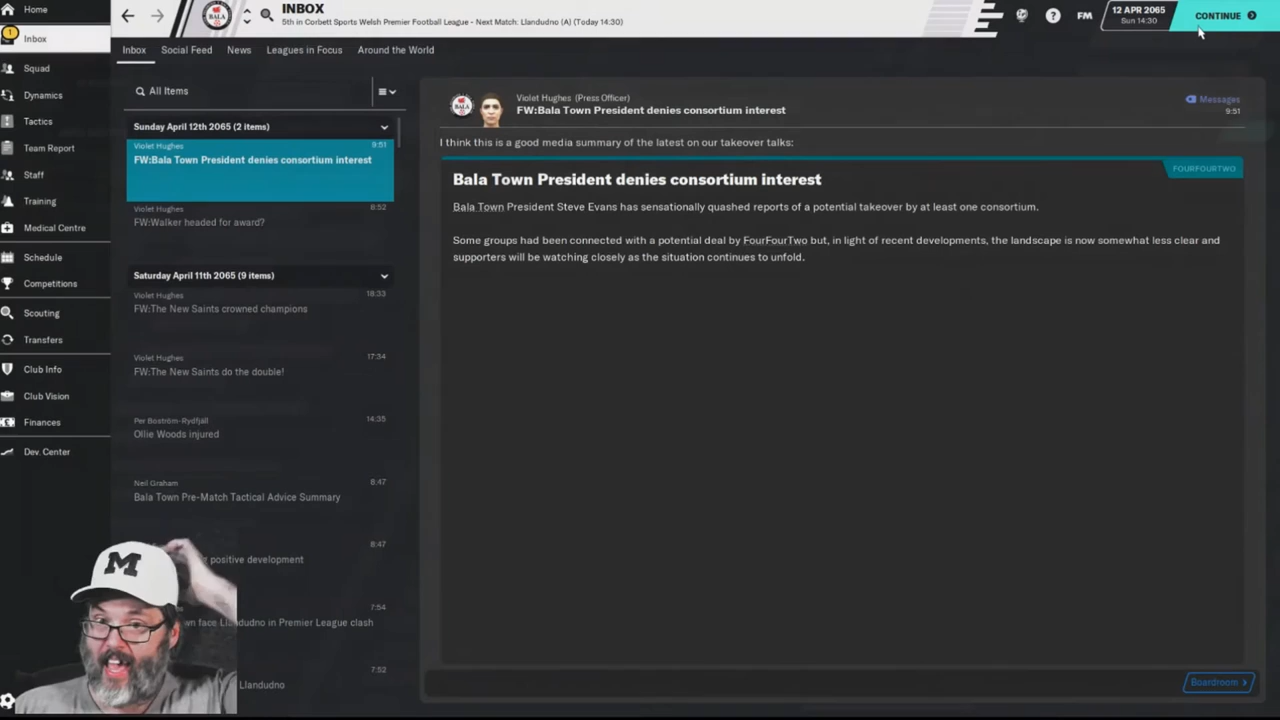 Home
INBOX
5th in Corbett Sports Welsh Premier Football League - Next Match: Llandudno (A) (Today 14:30)
FM
12 APR 2065
Sun 14:30
CONTINUE
Inbox
Squad
Dynamics
Tactics
Team Report
Staff
Training
Medical Centre
Schedule
Competitions
Scouting
Transfers
Club Info
Club Vision
Finances
Dev. Center
Inbox
Social Feed
News
Leagues in Focus
Around the World
All Items
Sunday April 12th 2065 (2 items)
Violet Hughes
9:51
FW:Bala Town President denies consortium interest
Violet Hughes
8:52
FW:Walker headed for award?
Saturday April 11th 2065 (9 items)
Violet Hughes
18:33
FW:The New Saints crowned champions
Violet Hughes
17:34
FW:The New Saints do the double!
Per Boström-Rydfjäll
14:35
Ollie Woods injured
Neil Graham
8:47
Bala Town Pre-Match Tactical Advice Summary
8:47
positive development
7:54
wn face Llandudno in Premier League clash
7:52
Llandudno
Violet Hughes (Press Officer)
FW:Bala Town President denies consortium interest
Messages
9:51
I think this is a good media summary of the latest on our takeover talks:
FOURFOURTWO
Bala Town President denies consortium interest
Bala Town President Steve Evans has sensationally quashed reports of a potential takeover by at least one consortium.
Some groups had been connected with a potential deal by FourFourTwo but, in light of recent developments, the landscape is now somewhat less clear and
supporters will be watching closely as the situation continues to unfold.
Boardroom
M